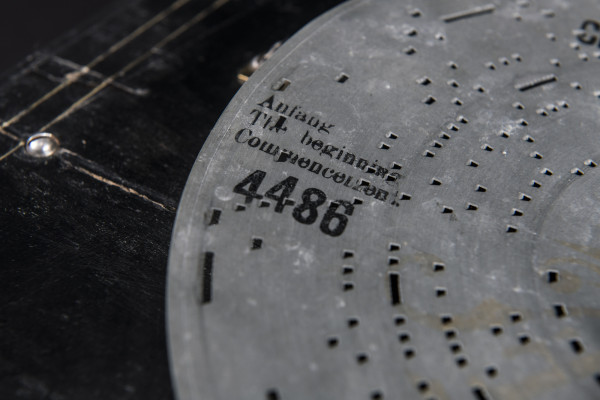 Anfang
The beginning
Commencement
4486